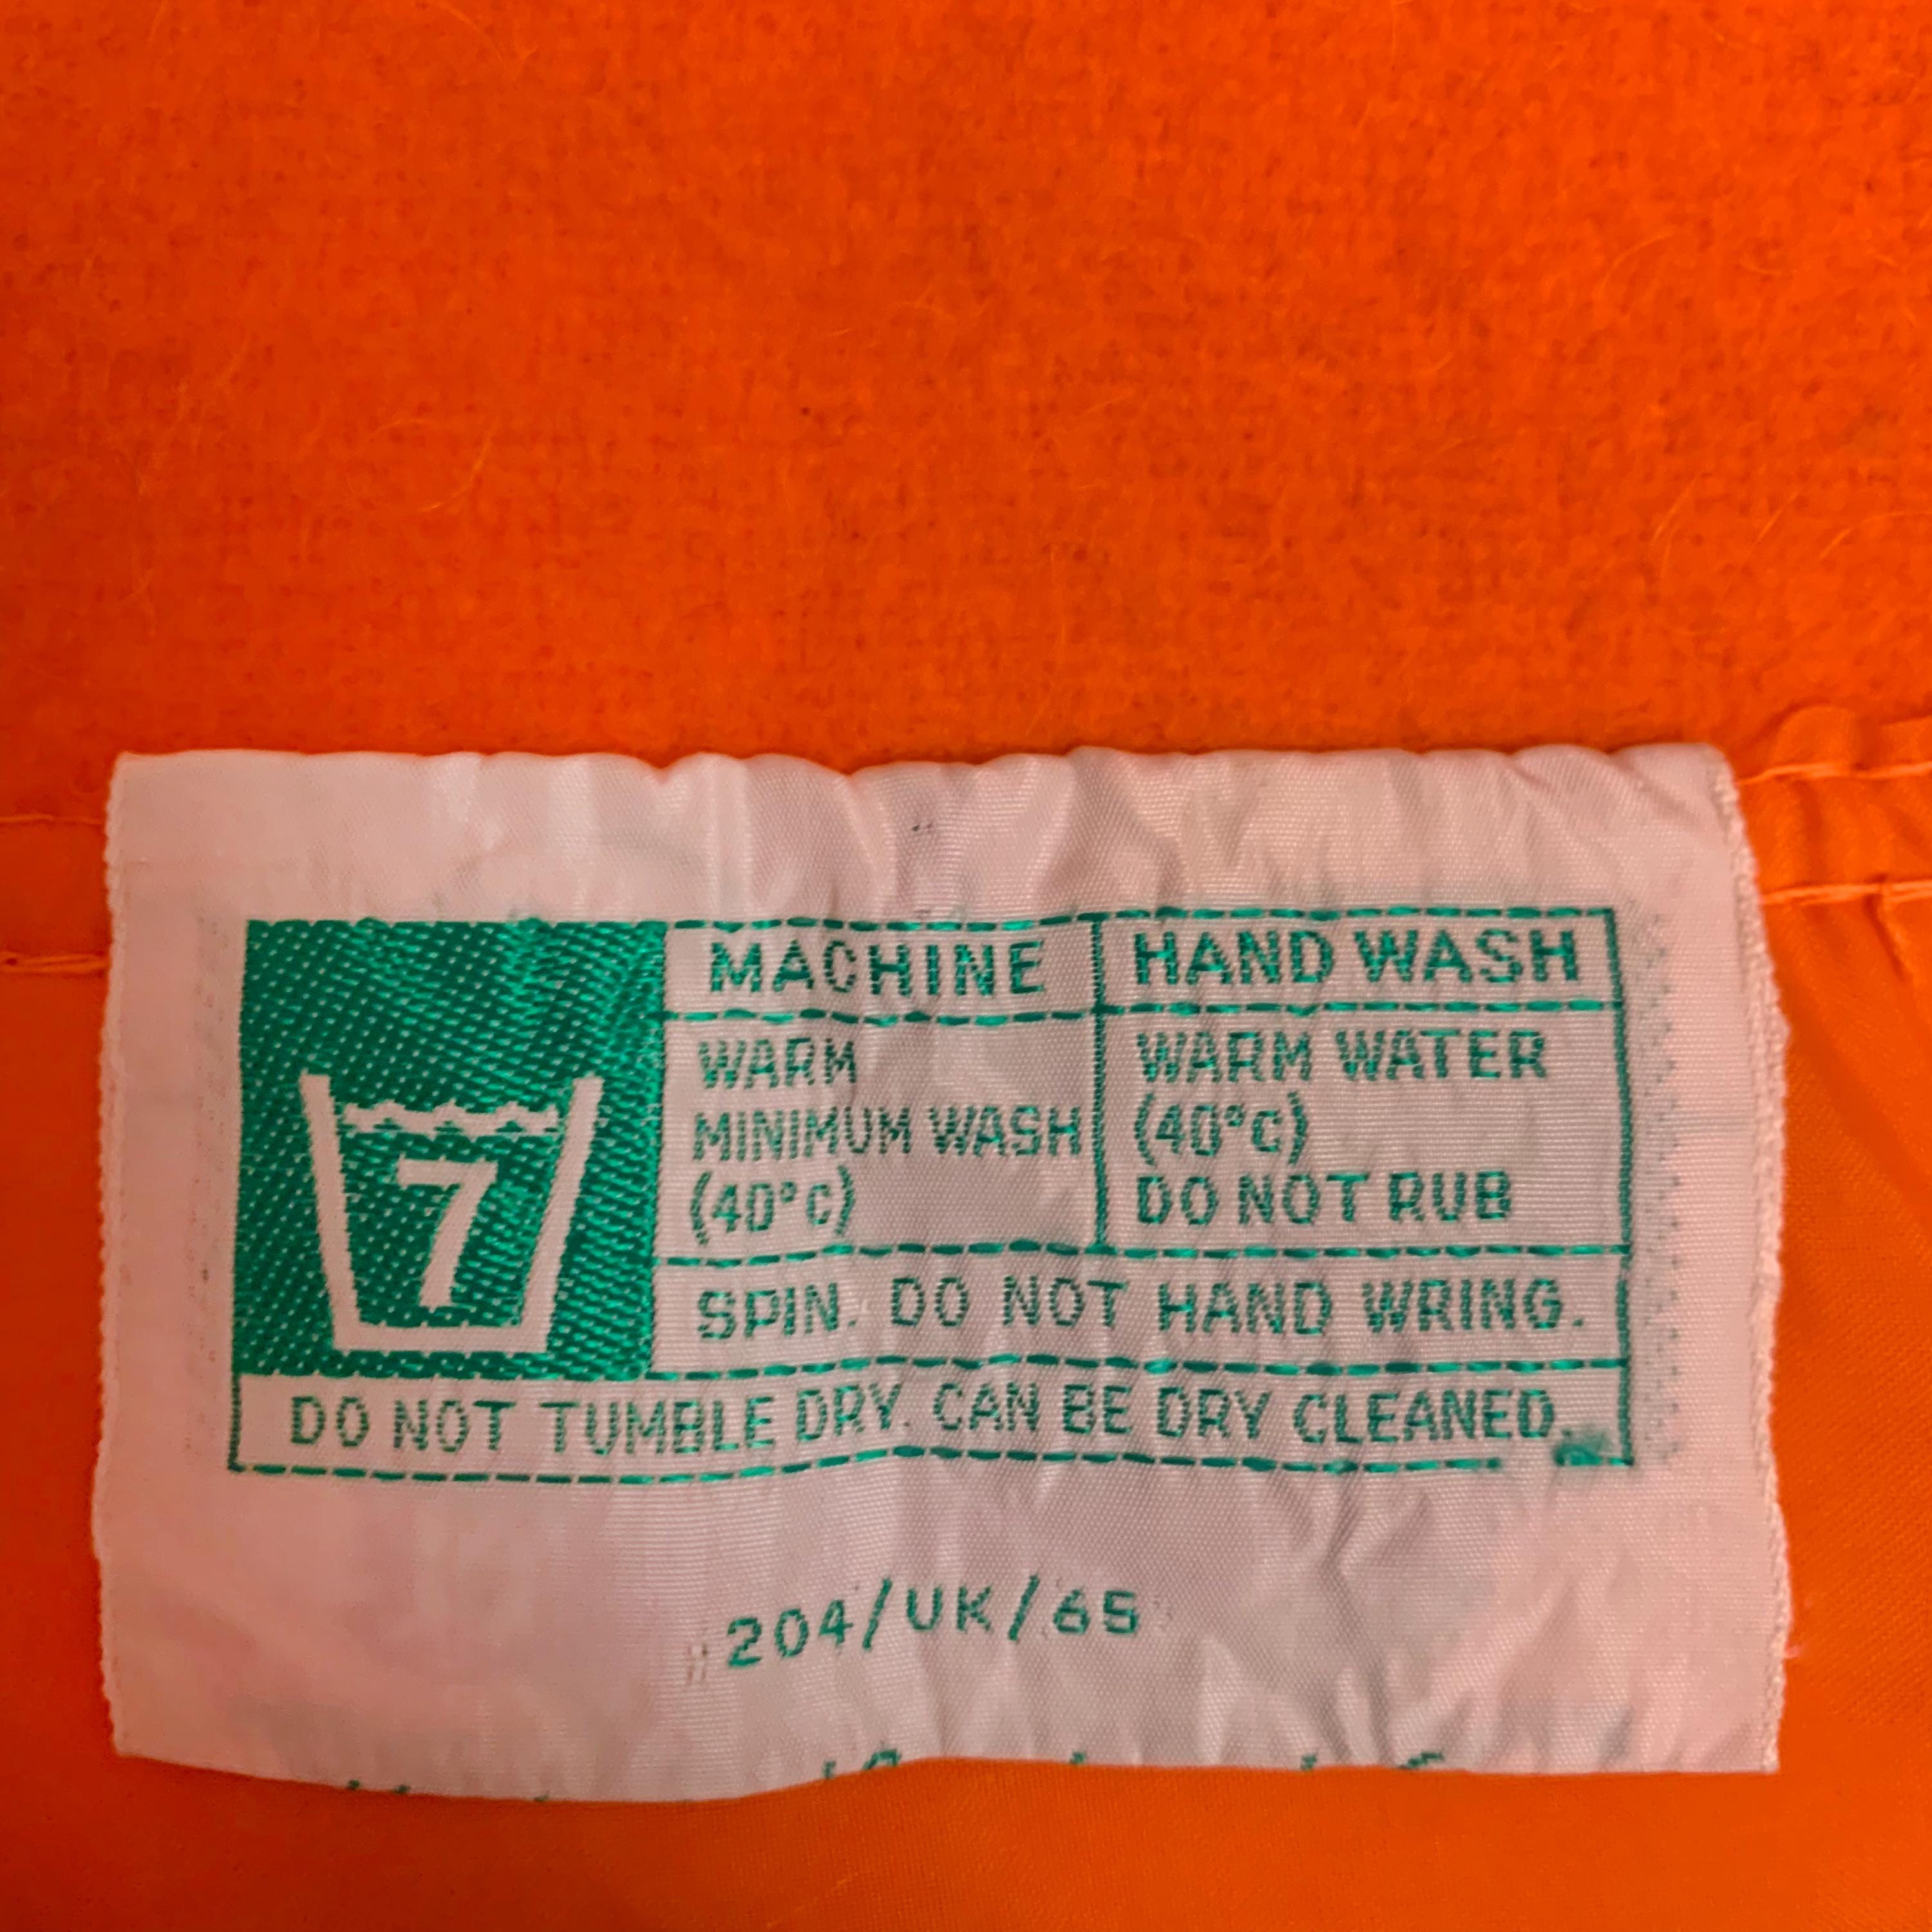 MACHINE
HAND WASH
WARM
MINIMUM WASH
(40°C)
WARM WATER
(40°C)
DO NOT RUB
7
SPIN. DO NOT HAND WRING.
DO NOT TUMBLE DRY. CAN BE DRY CLEANED.
204/UK/65